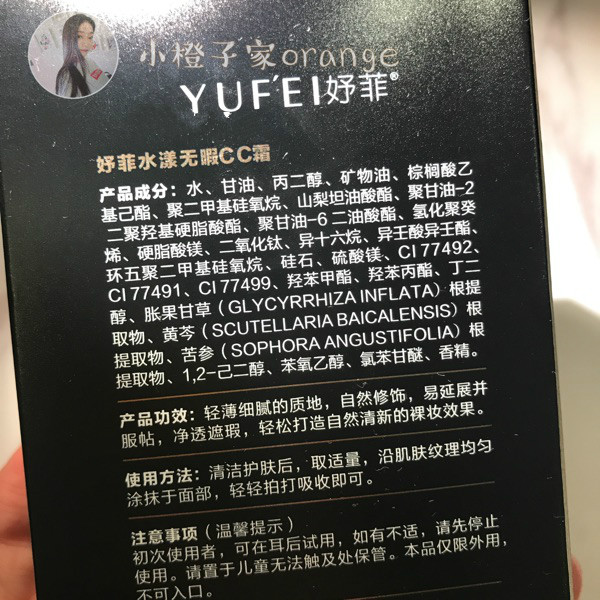 小橙子家orange
YUFEI妤菲®
妤菲水漾无暇CC霜
产品成分：水、甘油、丙二醇、矿物油、棕榈酸乙
基己酯、聚二甲基硅氧烷、山梨坦油酸酯、聚甘油-2
二聚羟基硬脂酸酯、聚甘油-6 二油酸酯、氢化聚癸
烯、硬脂酸镁、二氧化钛、异十六烷、异壬酸异壬酯、
环五聚二甲基硅氧烷、硅石、硫酸镁、CI 77492、
CI 77491、CI 77499、羟苯甲酯、羟苯丙酯、丁二
醇、胀果甘草（GLYCYRRHIZA INFLATA）根提
取物、黄芩（SCUTELLARIA BAICALENSIS）根
提取物、苦参（SOPHORA ANGUSTIFOLIA）根
提取物、1,2-己二醇、苯氧乙醇、氯苯甘醚、香精。
产品功效：轻薄细腻的质地，自然修饰，易延展并
服帖，净透遮瑕，轻松打造自然清新的裸妆效果。
使用方法：清洁护肤后，取适量，沿肌肤纹理均匀
涂抹于面部，轻轻拍打吸收即可。
注意事项（温馨提示）
初次使用者，可在耳后试用，如有不适，请先停止
使用。请置于儿童无法触及处保管。本品仅限外用，
不可入口。